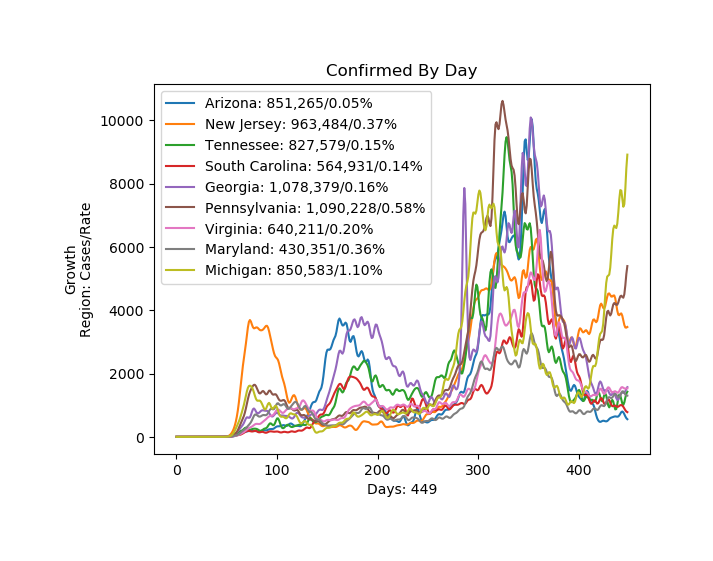 Confirmed By Day
Growth
Region: Cases/Rate
10000
8000
6000
4000
2000
0
Arizona: 851,265/0.05%
New Jersey: 963,484/0.37%
Tennessee: 827,579/0.15%
South Carolina: 564,931/0.14%
Georgia: 1,078,379/0.16%
Pennsylvania: 1,090,228/0.58%
Virginia: 640,211/0.20%
Maryland: 430,351/0.36%
Michigan: 850,583/1.10%
0 100 200 300 400
Days: 449